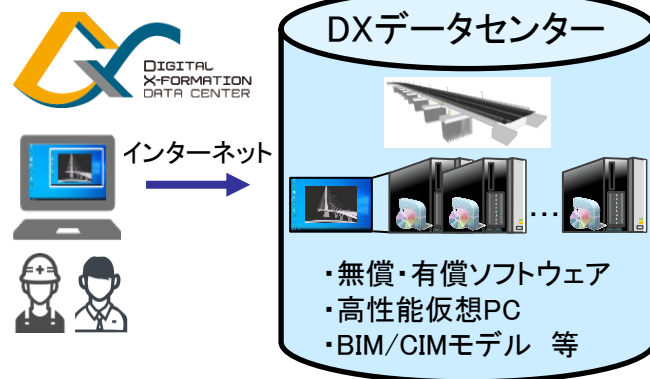 DIGITAL
X-FORMATION
DATA CENTER
DXデータセンター
インターネット
...
・無償・有償ソフトウェア
・高性能仮想PC
・BIM/CIMモデル　等